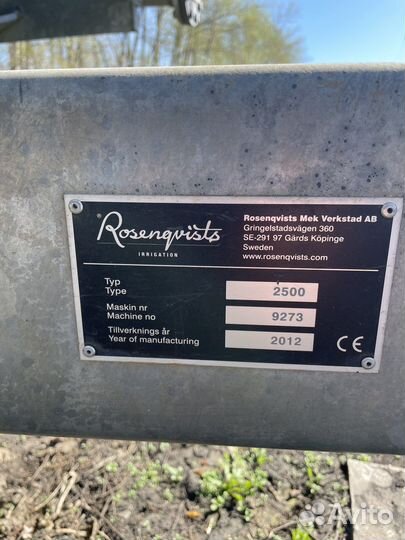 Rosenqvists
IRRIGATION
Rosenqvists Mek Verkstad AB
Gringelstadsvägen 360
SE-291 97 Gärds Köpinge
Sweden
www.rosenqvists.com
Typ
Type
2500
Maskin nr
Machine no
9273
Tillverknings år
Year of manufacturing
2012
CE
Avito